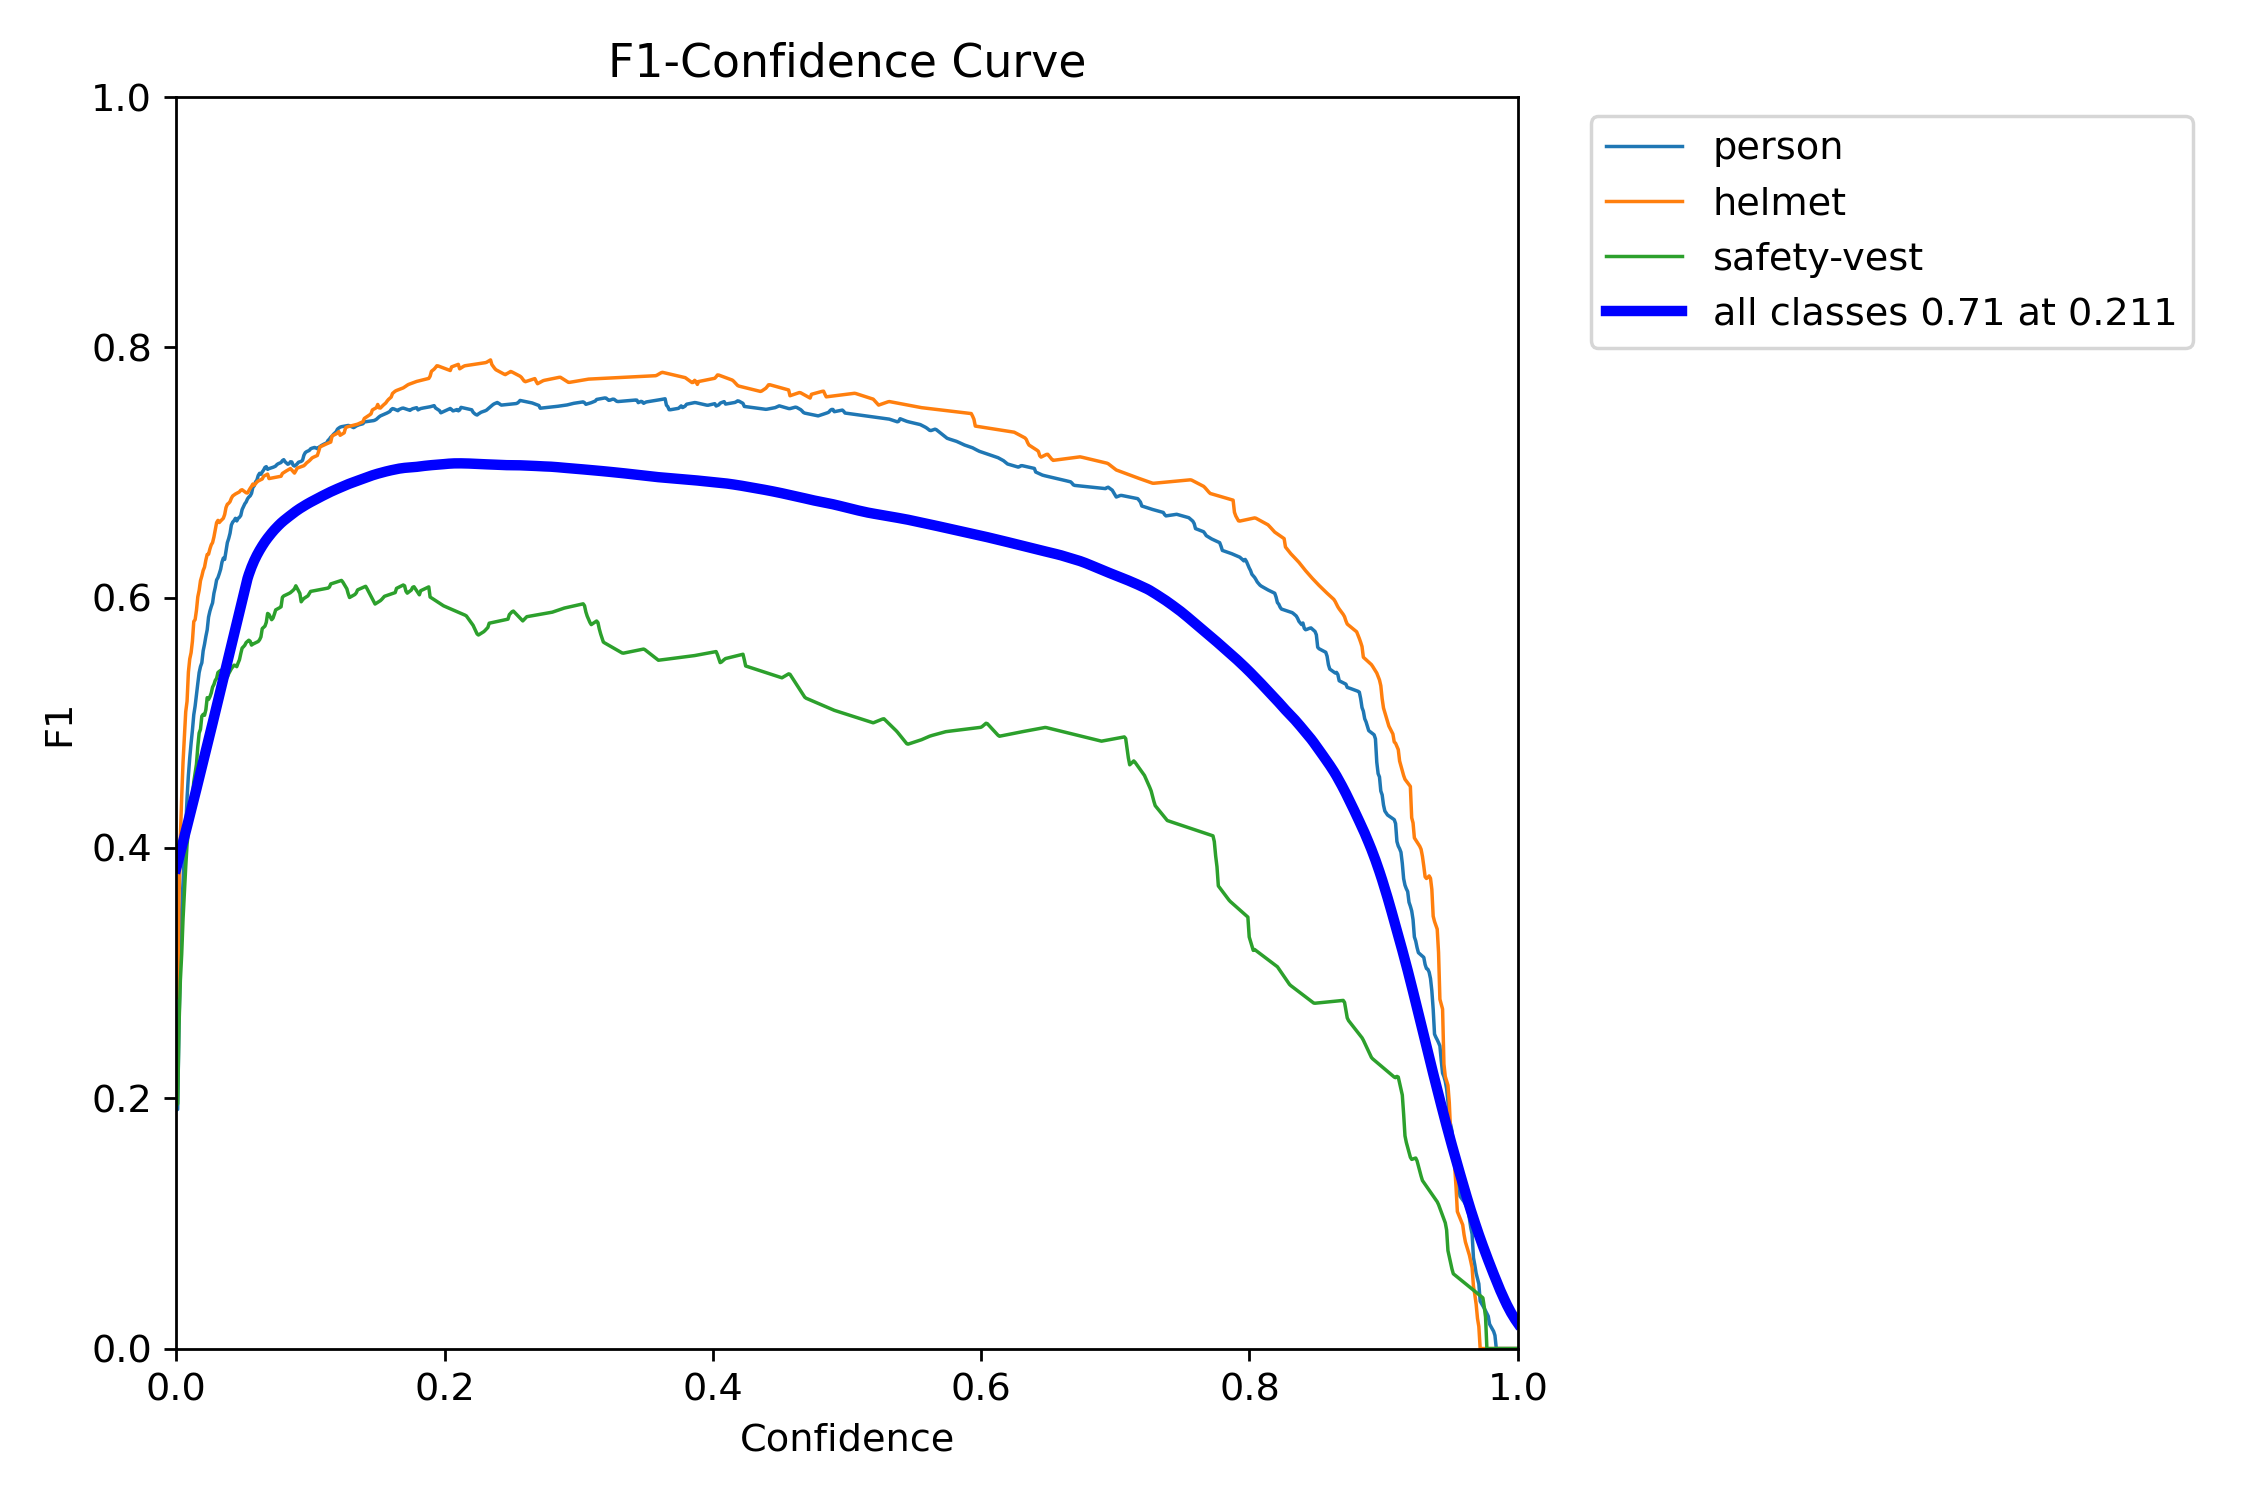 F1-Confidence Curve
1.0
0.8
0.6
0.4
0.2
0.0
F1
0.0 0.2 0.4 0.6 0.8 1.0
Confidence
person
helmet
safety-vest
all classes 0.71 at 0.211